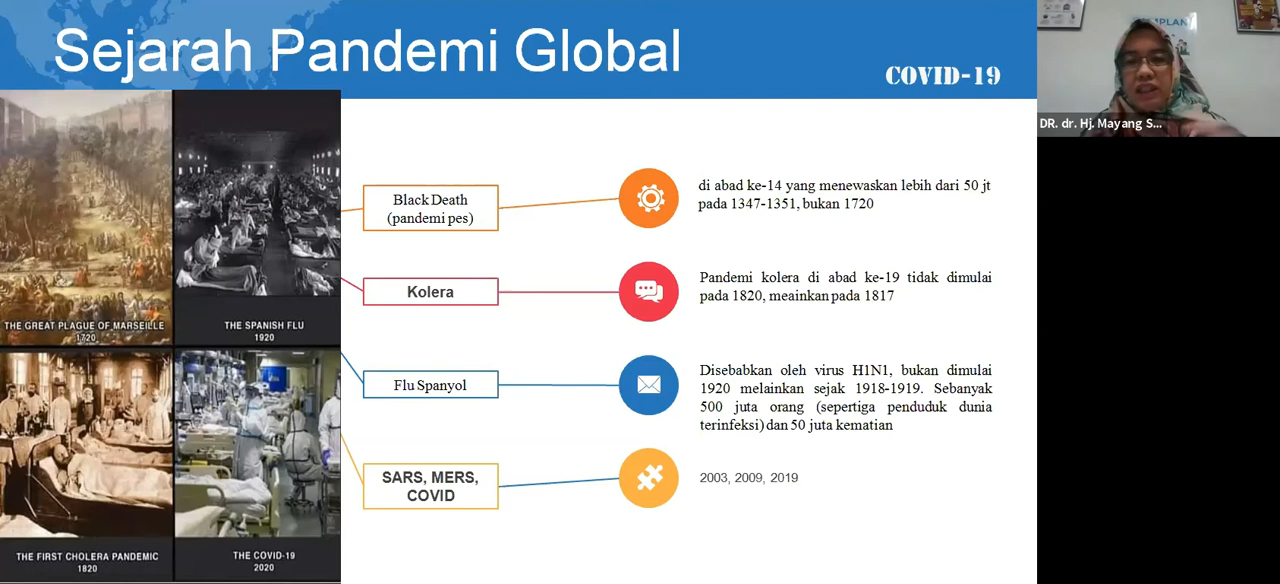 Sejarah Pandemi Global
COVID-19
THE GREAT PLAGUE OF MARSEILLE
1720
THE SPANISH FLU
1920
THE FIRST CHOLERA PANDEMIC
1820
THE COVID-19
2020
Black Death
(pandemi pes)
di abad ke-14 yang menewaskan lebih dari 50 jt
pada 1347-1351, bukan 1720
Kolera
Pandemi kolera di abad ke-19 tidak dimulai
pada 1820, meainkan pada 1817
Flu Spanyol
Disebabkan oleh virus H1N1, bukan dimulai
1920 melainkan sejak 1918-1919. Sebanyak
500 juta orang (sepertiga penduduk dunia
terinfeksi) dan 50 juta kematian
SARS, MERS,
COVID
2003, 2009, 2019
DR. dr. Hj. Mayang S...